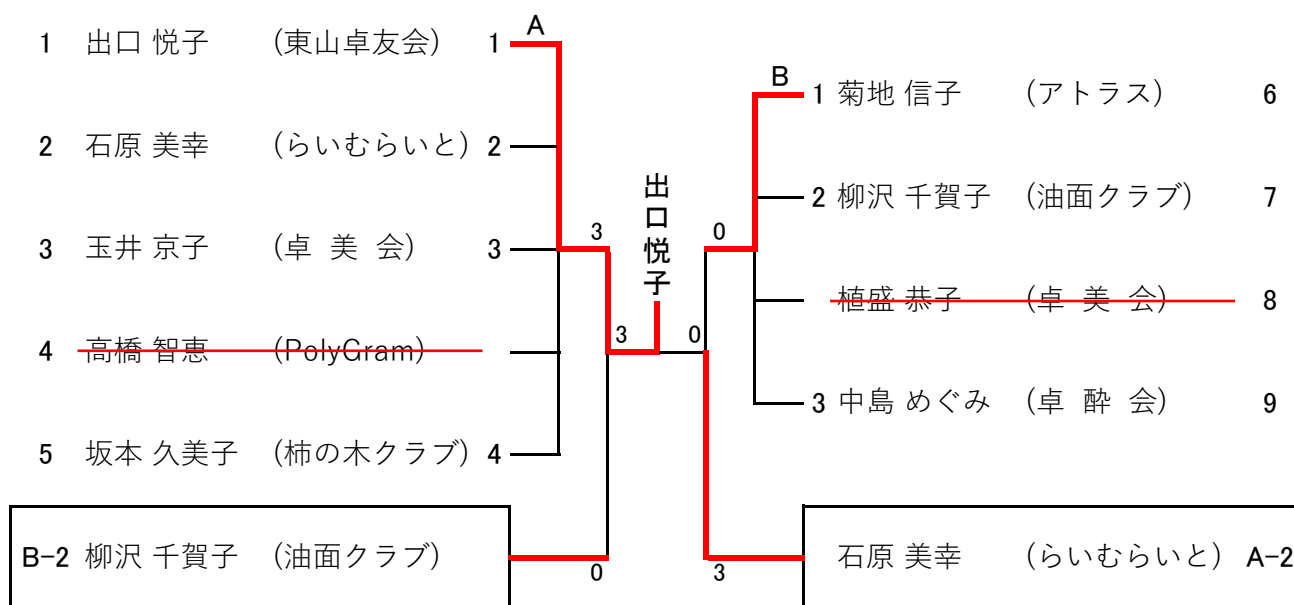 A
1 出口 悦子 (東山卓友会) 1
2 石原 美幸 (らいむらいと) 2
3 玉井 京子 (卓 美 会) 3
4 高橋 智恵 (PolyGram)
5 坂本 久美子 (柿の木クラブ) 4
B-2 柳沢 千賀子 (油面クラブ)
3
0
3
出口悦子
0
0
3
B
1 菊地 信子 (アトラス) 6
2 柳沢 千賀子 (油面クラブ) 7
植盛 恭子 (卓 美 会) 8
3 中島 めぐみ (卓 酔 会) 9
石原 美幸 (らいむらいと) A-2